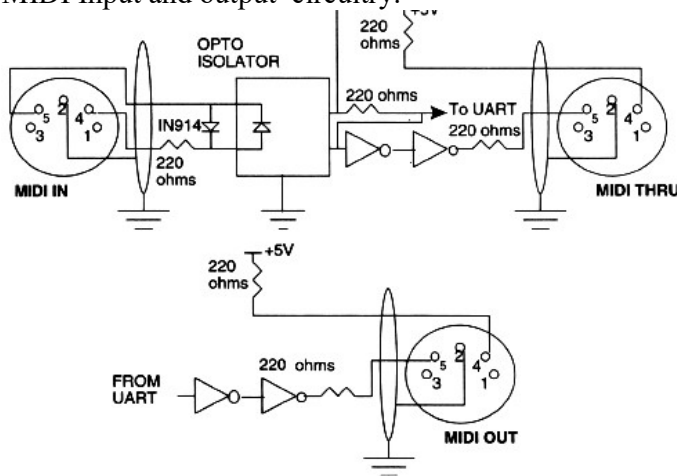 MIDI Input and output circuitry.
+5V
220
ohms
OPTO
ISOLATOR
220 ohms
To UART
220 ohms
IN914
220
ohms
5
2
4
3
1
MIDI IN
5
2
4
3
1
MIDI THRU
+5V
220
ohms
220 ohms
FROM
UART
5
2
4
3
1
MIDI OUT